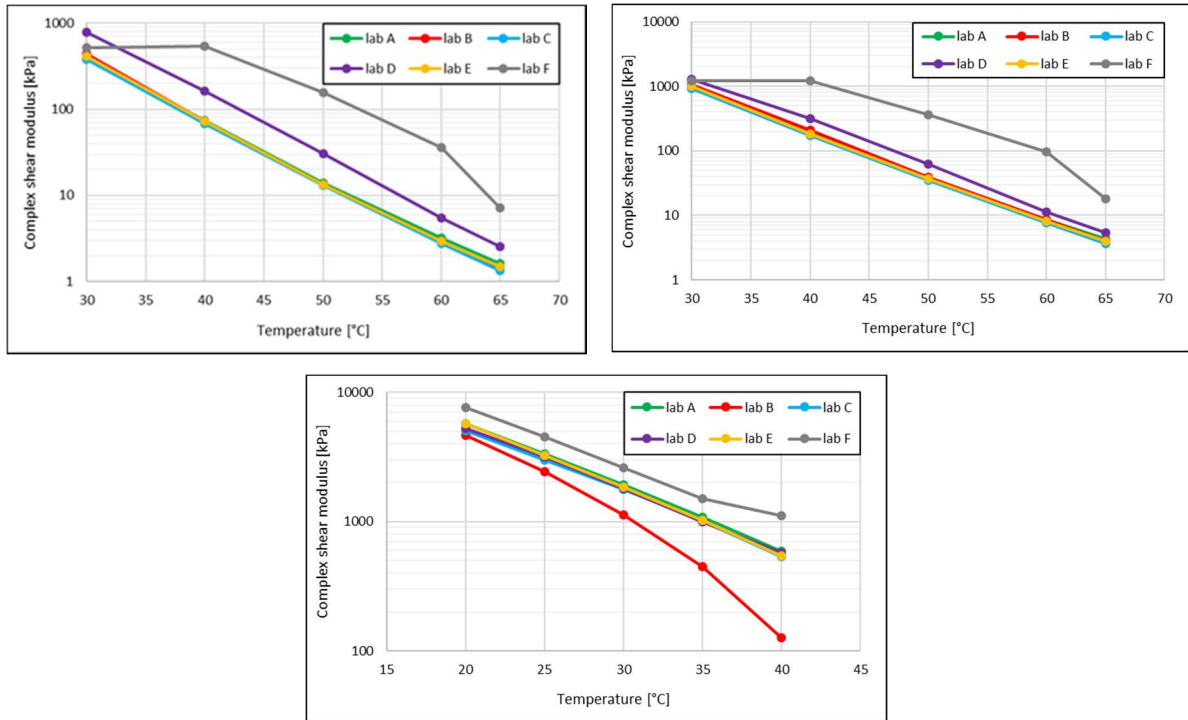 1000
100
10
1
Complex shear modulus [kPa]
lab A lab B lab C
lab D lab E lab F
30 35 40 45 50 55 60 65 70
Temperature [°C]
10000
1000
100
10
1
Complex shear modulus [kPa]
lab A lab B lab C
lab D lab E lab F
30 35 40 45 50 55 60 65 70
Temperature [°C]
10000
1000
100
Complex shear modulus [kPa]
lab A lab B lab C
lab D lab E lab F
15 20 25 30 35 40 45
Temperature [°C]